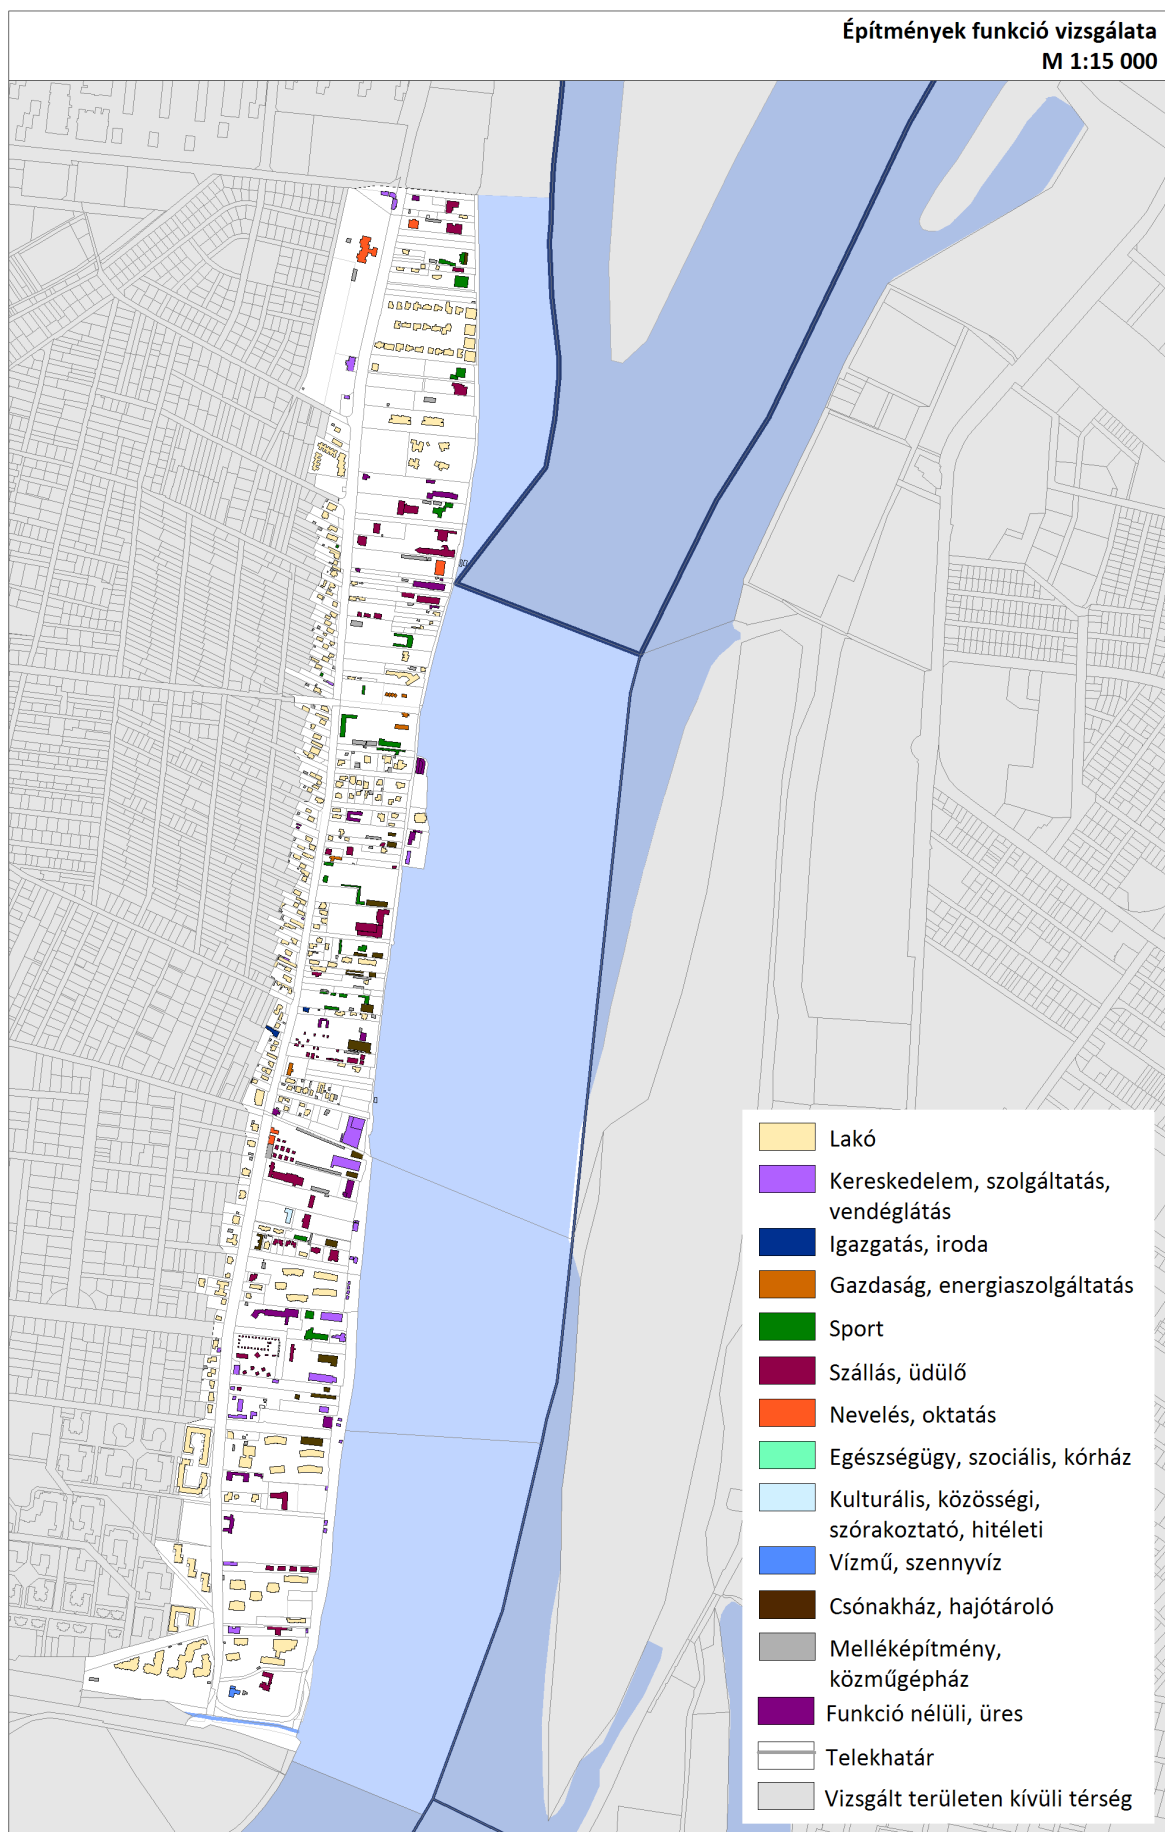 Építmények funkció vizsgálata
M 1:15 000
Lakó
Kereskedelem, szolgáltatás,
vendéglátás
Igazgatás, iroda
Gazdaság, energiaszolgáltatás
Sport
Szállás, üdülő
Nevelés, oktatás
Egészségügy, szociális, kórház
Kulturális, közösségi,
szórakoztató, hitéleti
Vízmű, szennyvíz
Csónakház, hajótároló
Melléképítmény,
közműgépház
Funkció nélüli, üres
Telekhatár
Vizsgált területen kívüli térség